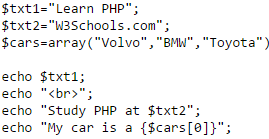 $txt1="Learn PHP";
$txt2="W3Schools.com";
$cars=array("Volvo","BMW","Toyota")
echo $txt1;
echo "<br>";
echo "Study PHP at $txt2";
echo "My car is a {$cars[0]}";